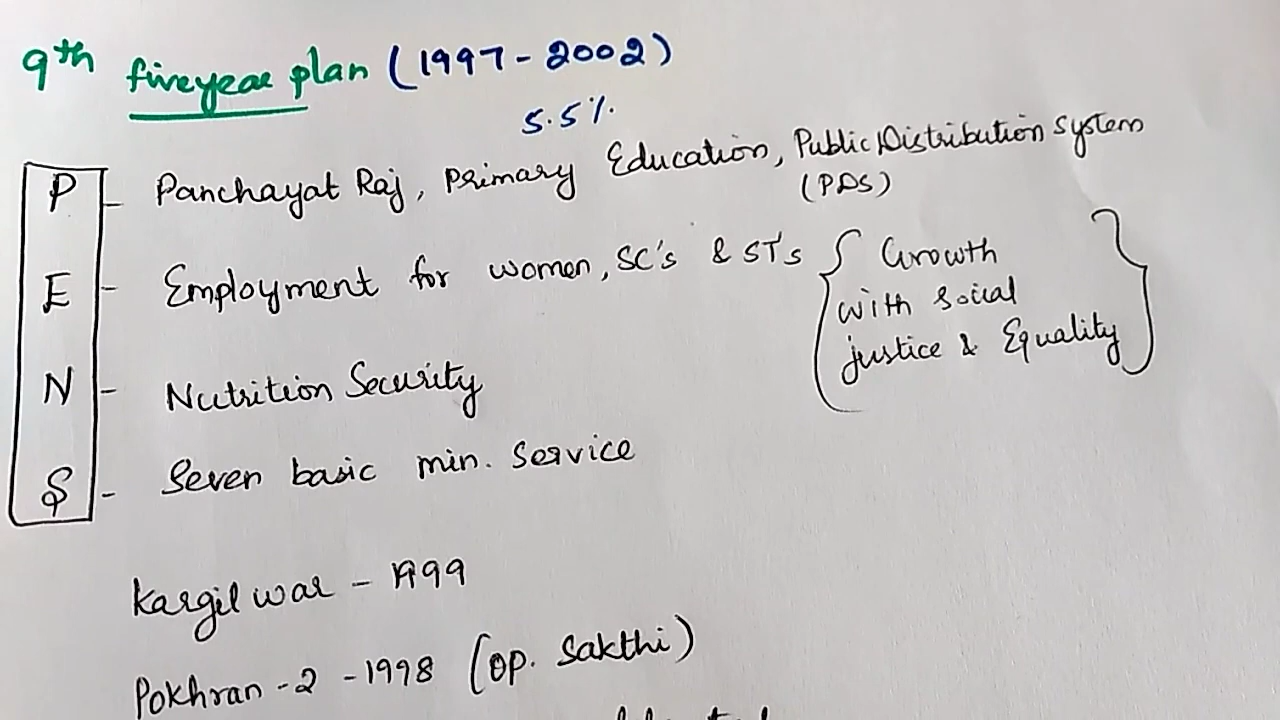 9th five year plan (1997-2002)
5.5%
P - Panchayat Raj, Primary Education, Public Distribution System
(PDS)
E - Employment for women, SC's & ST's { Growth
with social
justice & Equality }
N - Nutrition Security
S - Seven basic min. service
Kargil war - 1999
Pokhran-2 - 1998 (op. Sakthi)